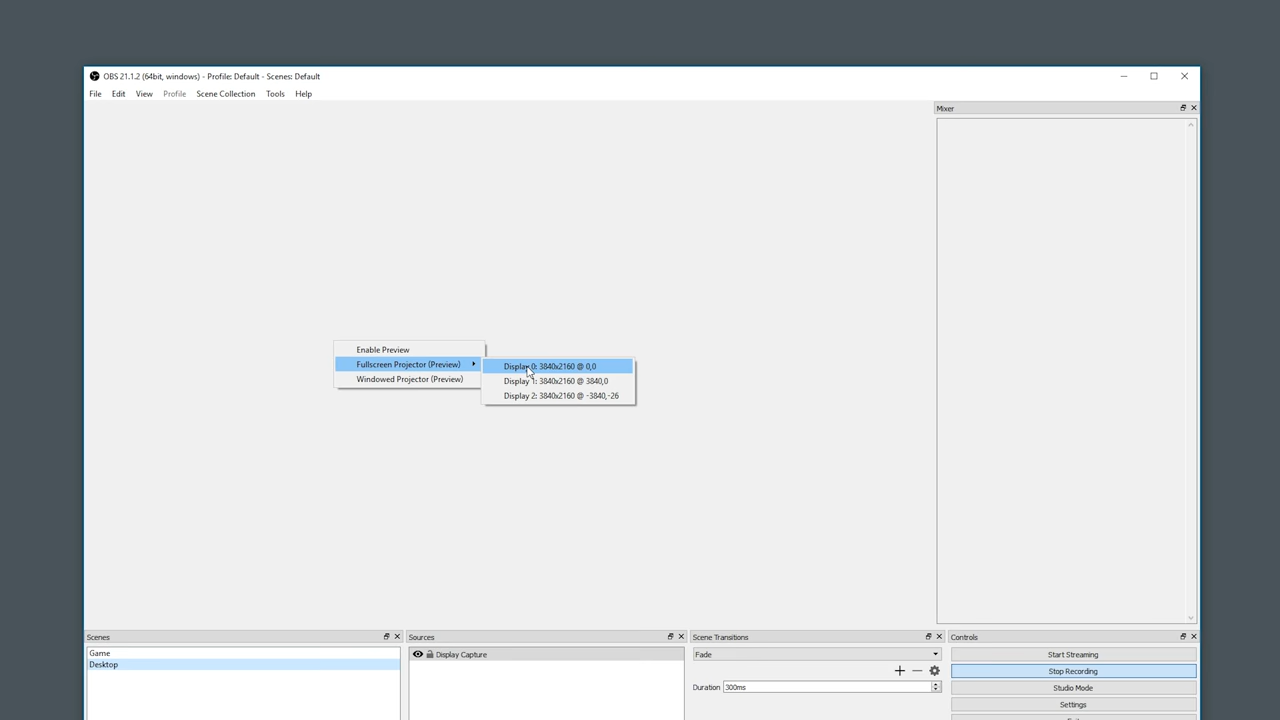 OBS 21.1.2 (64bit, windows) - Profile: Default - Scenes: Default
File Edit View Profile Scene Collection Tools Help
Mixer
Enable Preview
Fullscreen Projector (Preview)
Windowed Projector (Preview)
Display 0: 3840x2160 @ 0,0
Display 1: 3840x2160 @ 3840,0
Display 2: 3840x2160 @ -3840,-26
Scenes
Game
Desktop
Sources
Display Capture
Scene Transitions
Fade
Duration 300ms
Controls
Start Streaming
Stop Recording
Studio Mode
Settings